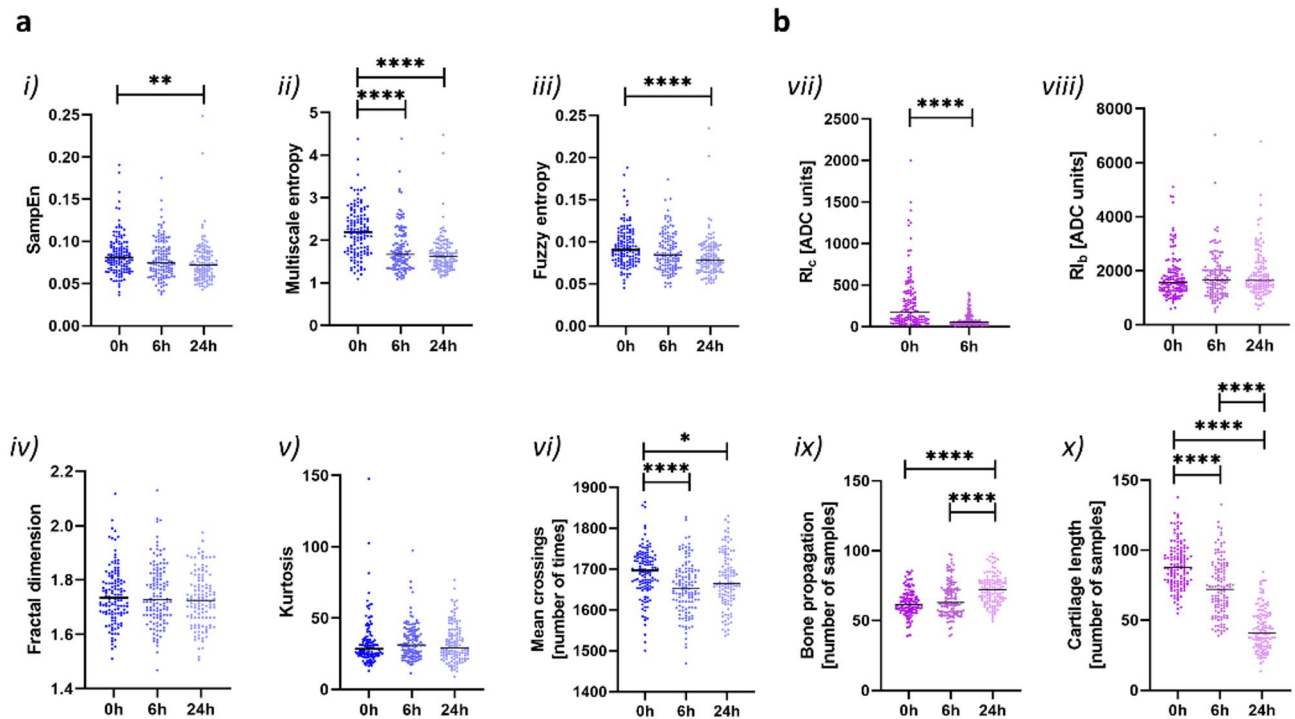 a
b
i)
**
SampEn
0.25
0.20
0.15
0.10
0.05
0.00
0h 6h 24h
ii)
****
****
Multiscale entropy
5
4
3
2
1
0
0h 6h 24h
iii)
****
Fuzzy entropy
0.25
0.20
0.15
0.10
0.05
0.00
0h 6h 24h
vii)
****
RIc [ADC units]
2500
2000
1500
1000
500
0
0h 6h
viii)
RIb [ADC units]
8000
6000
4000
2000
0
0h 6h 24h
iv)
Fractal dimension
2.2
2.0
1.8
1.6
1.4
0h 6h 24h
v)
Kurtosis
150
100
50
0
0h 6h 24h
vi)
*
****
Mean crossings
[number of times]
1900
1800
1700
1600
1500
1400
0h 6h 24h
ix)
****
****
Bone propagation
[number of samples]
150
100
50
0
0h 6h 24h
x)
****
****
****
Cartilage length
[number of samples]
150
100
50
0
0h 6h 24h